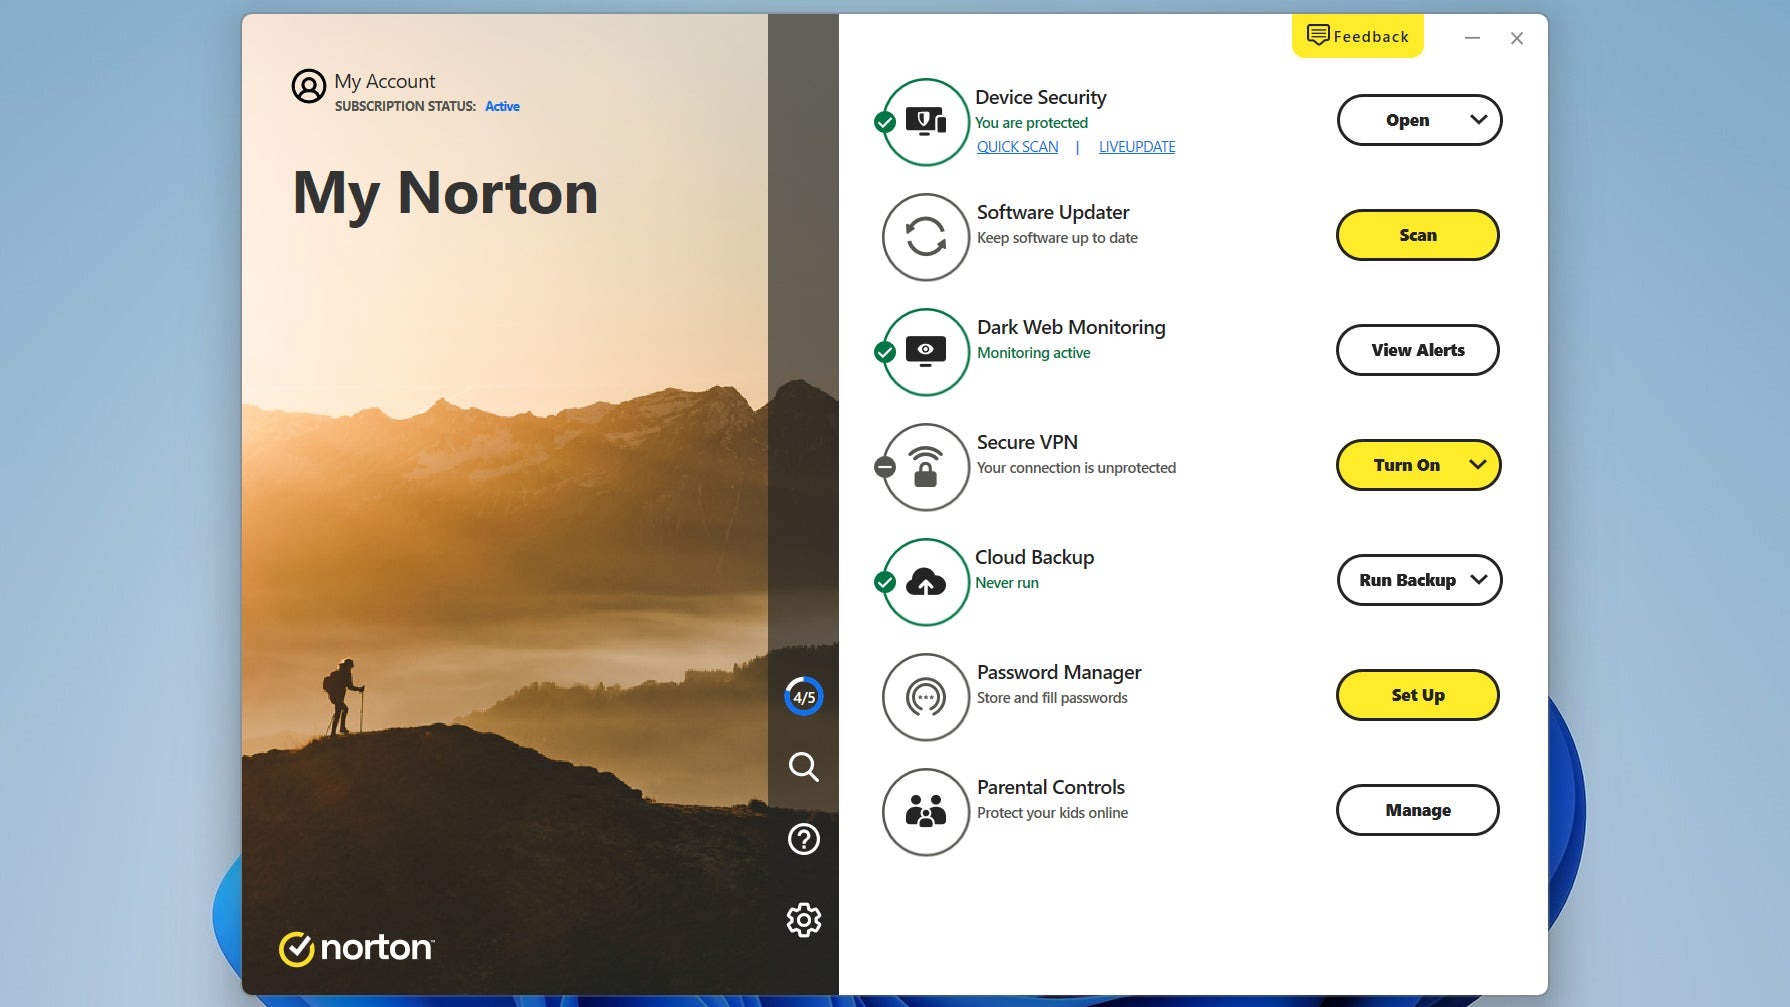 My Account
SUBSCRIPTION STATUS: Active
My Norton
4/5
norton
Feedback
Device Security
You are protected
QUICK SCAN | LIVEUPDATE
Open
Software Updater
Keep software up to date
Scan
Dark Web Monitoring
Monitoring active
View Alerts
Secure VPN
Your connection is unprotected
Turn On
Cloud Backup
Never run
Run Backup
Password Manager
Store and fill passwords
Set Up
Parental Controls
Protect your kids online
Manage